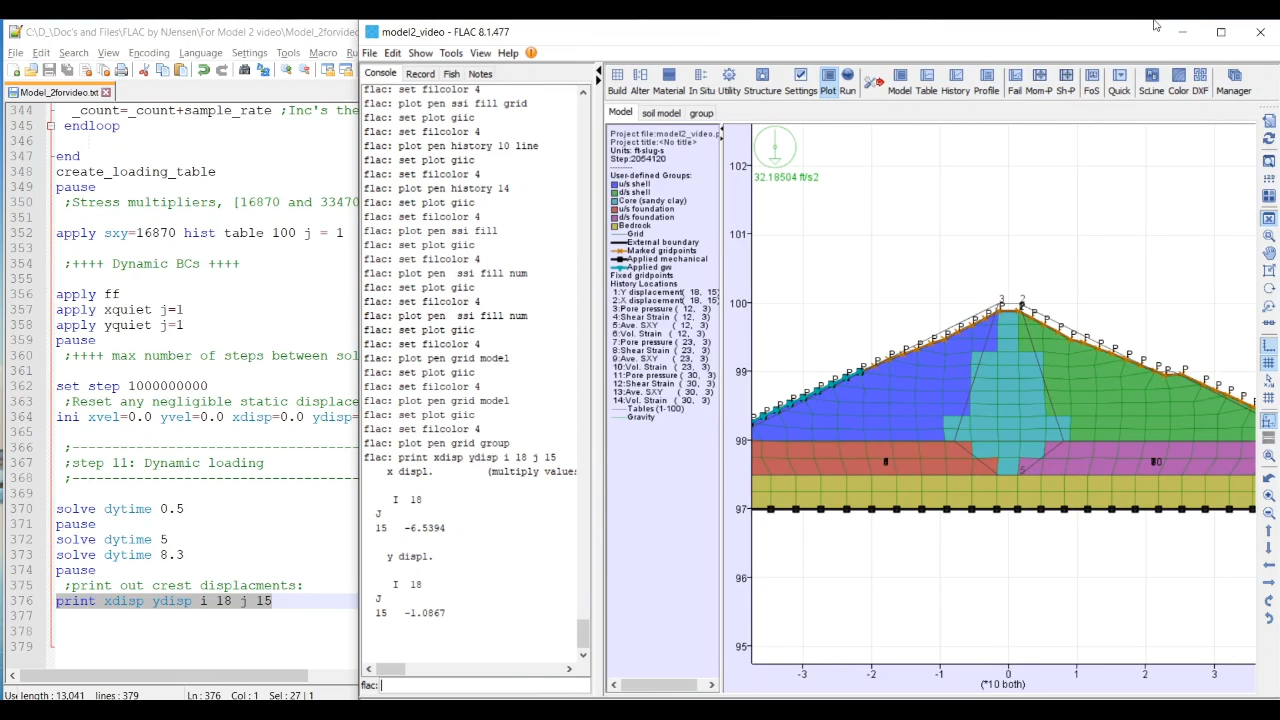 C:\D_\Doc's and Files\FLAC by NJensen\For Model 2 video\Model_2forvideo
File Edit Search View Encoding Language Settings Tools Macro Ru
Model_2forvideo.txt
344 _count=_count+sample_rate ;Inc's the
345 endloop
346
347 end
348 create_loading_table
349 pause
350 ;Stress multipliers, [16870 and 33470
351
352 apply sxy=16870 hist table 100 j = 1
353
354 ;++++ Dynamic BCs ++++
355
356 apply ff
357 apply xquiet j=1
358 apply yquiet j=1
359 pause
360 ;++++ max number of steps between sol
361
362 set step 1000000000
363 ;Reset any negligible static displace
364 ini xvel=0.0 yvel=0.0 xdisp=0.0 ydisp=
365
366 ;-----------------------------------
367 ;step 11: Dynamic loading
368 ;-----------------------------------
369
370 solve dytime 0.5
371 pause
372 solve dytime 5
373 solve dytime 8.3
374 pause
375 ;print out crest displacments:
376 print xdisp ydisp i 18 j 15
377
378
379
length : 13,041 lines : 379 Ln : 376 Col : 1 Sel : 27 | 1
model2_video - FLAC 8.1.477
File Edit Show Tools View Help
Console Record Fish Notes
flac: set filcolor 4
flac: plot pen ssi fill grid
flac: set plot giic
flac: set filcolor 4
flac: plot pen history 10 line
flac: set plot giic
flac: set filcolor 4
flac: plot pen history 14
flac: set plot giic
flac: set filcolor 4
flac: plot pen ssi fill
flac: set plot giic
flac: set filcolor 4
flac: plot pen ssi fill num
flac: set filcolor 4
flac: set plot giic
flac: plot pen ssi fill num
flac: set plot giic
flac: set filcolor 4
flac: plot pen grid model
flac: set plot giic
flac: set filcolor 4
flac: plot pen grid model
flac: set plot giic
flac: set filcolor 4
flac: plot pen grid group
flac: print xdisp ydisp i 18 j 15
x displ. (multiply values
I 18
J
15 -6.5394
y displ.
I 18
J
15 -1.0867
flac:
Build Alter Material In Situ Utility Structure Settings Plot Run Model Table History Profile Fail Mom-P Sh-P FoS Quick ScLine Color DXF Manager
Model soil model group
Project file:model2_video.p
Project title:<No title>
Units: ft-slug-s
Step:2054120
User-defined Groups:
u/s shell
d/s shell
Core (sandy clay)
u/s foundation
d/s foundation
Bedrock
Grid
External boundary
Marked gridpoints
Applied mechanical
Applied gw
Fixed gridpoints
History Locations
1:Y displacement( 18, 15)
2:X displacement( 18, 15)
3:Pore pressure ( 12, 3)
4:Shear Strain ( 12, 3)
5:Ave. SXY ( 12, 3)
6:Vol. Strain ( 12, 3)
7:Pore pressure ( 23, 3)
8:Shear Strain ( 23, 3)
9:Ave. SXY ( 23, 3)
10:Vol. Strain ( 23, 3)
11:Pore pressure ( 30, 3)
12:Shear Strain ( 30, 3)
13:Ave. SXY ( 30, 3)
14:Vol. Strain ( 30, 3)
Tables (1-100)
Gravity
32.18504 ft/s2
102
101
100
99
98
97
96
95
-3 -2 -1 0 1 2 3
(*10 both)